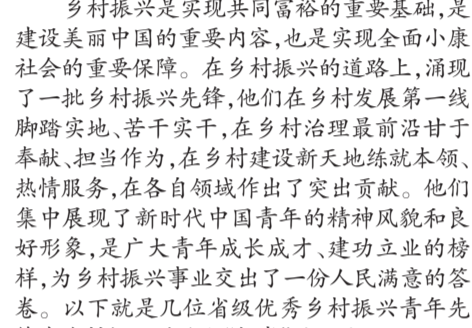 乡村振兴是实现共同富裕的重要基础,是
建设美丽中国的重要内容,也是实现全面小康
社会的重要保障。在乡村振兴的道路上,涌现
了一批乡村振兴先锋,他们在乡村发展第一线
脚踏实地、苦干实干,在乡村治理最前沿甘于
奉献、担当作为,在乡村建设新天地练就本领、
热情服务,在各自领域作出了突出贡献。他们
集中展现了新时代中国青年的精神风貌和良
好形象,是广大青年成长成才、建功立业的榜
样,为乡村振兴事业交出了一份人民满意的答
卷。以下就是几位省级优秀乡村振兴青年先